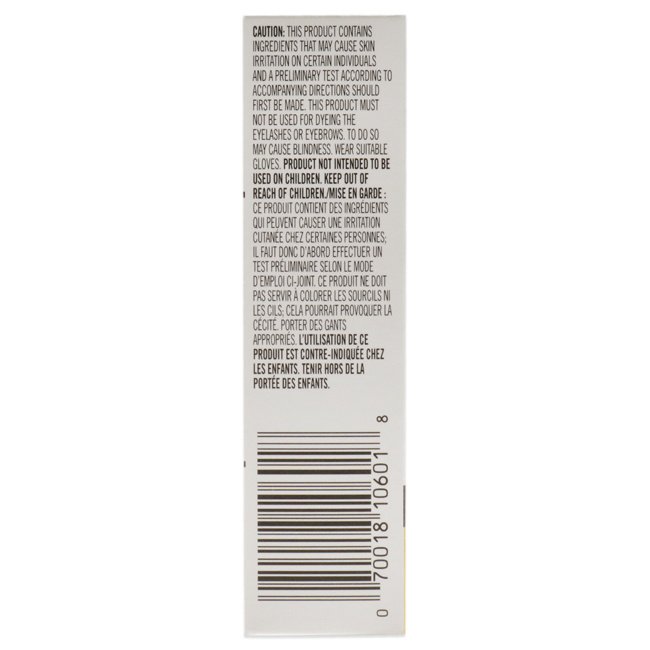 CAUTION: THIS PRODUCT CONTAINS
INGREDIENTS THAT MAY CAUSE SKIN
IRRITATION ON CERTAIN INDIVIDUALS
AND A PRELIMINARY TEST ACCORDING TO
ACCOMPANYING DIRECTIONS SHOULD
FIRST BE MADE. THIS PRODUCT MUST
NOT BE USED FOR DYEING THE
EYELASHES OR EYEBROWS. TO DO SO
MAY CAUSE BLINDNESS. WEAR SUITABLE
GLOVES. PRODUCT NOT INTENDED TO BE
USED ON CHILDREN. KEEP OUT OF
REACH OF CHILDREN./MISE EN GARDE :
CE PRODUIT CONTIENT DES INGRÉDIENTS
QUI PEUVENT CAUSER UNE IRRITATION
CUTANÉE CHEZ CERTAINES PERSONNES;
IL FAUT DONC D'ABORD EFFECTUER UN
TEST PRÉLIMINAIRE SELON LE MODE
D'EMPLOI CI-JOINT. CE PRODUIT NE DOIT
PAS SERVIR À COLORER LES SOURCILS NI
LES CILS; CELA POURRAIT PROVOQUER LA
CÉCITÉ. PORTER DES GANTS
APPROPRIÉS. L'UTILISATION DE CE
PRODUIT EST CONTRE-INDIQUÉE CHEZ
LES ENFANTS. TENIR HORS DE LA
PORTÉE DES ENFANTS.
0 70018 10601 8